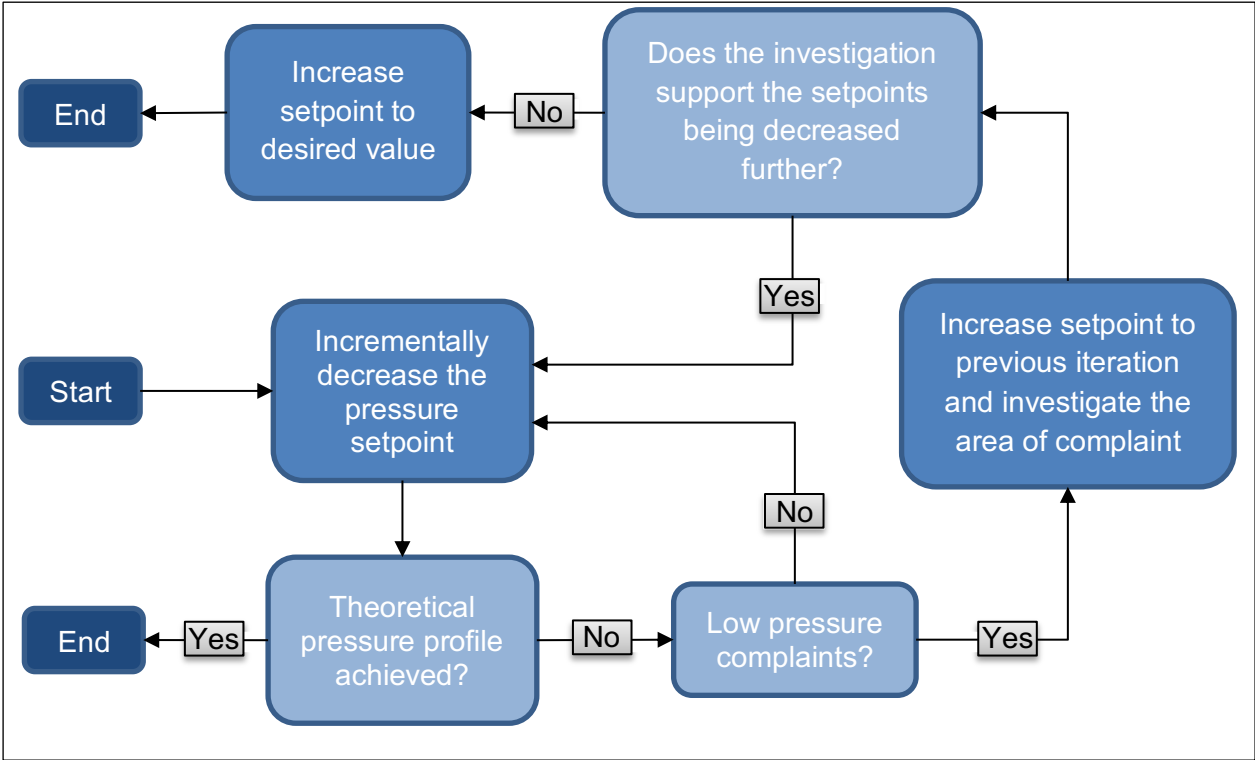 End
Increase
setpoint to
desired value
No
Does the investigation
support the setpoints
being decreased
further?
Yes
Start
Incrementally
decrease the
pressure
setpoint
Increase setpoint to
previous iteration
and investigate the
area of complaint
No
End
Yes
Theoretical
pressure profile
achieved?
No
Low pressure
complaints?
Yes